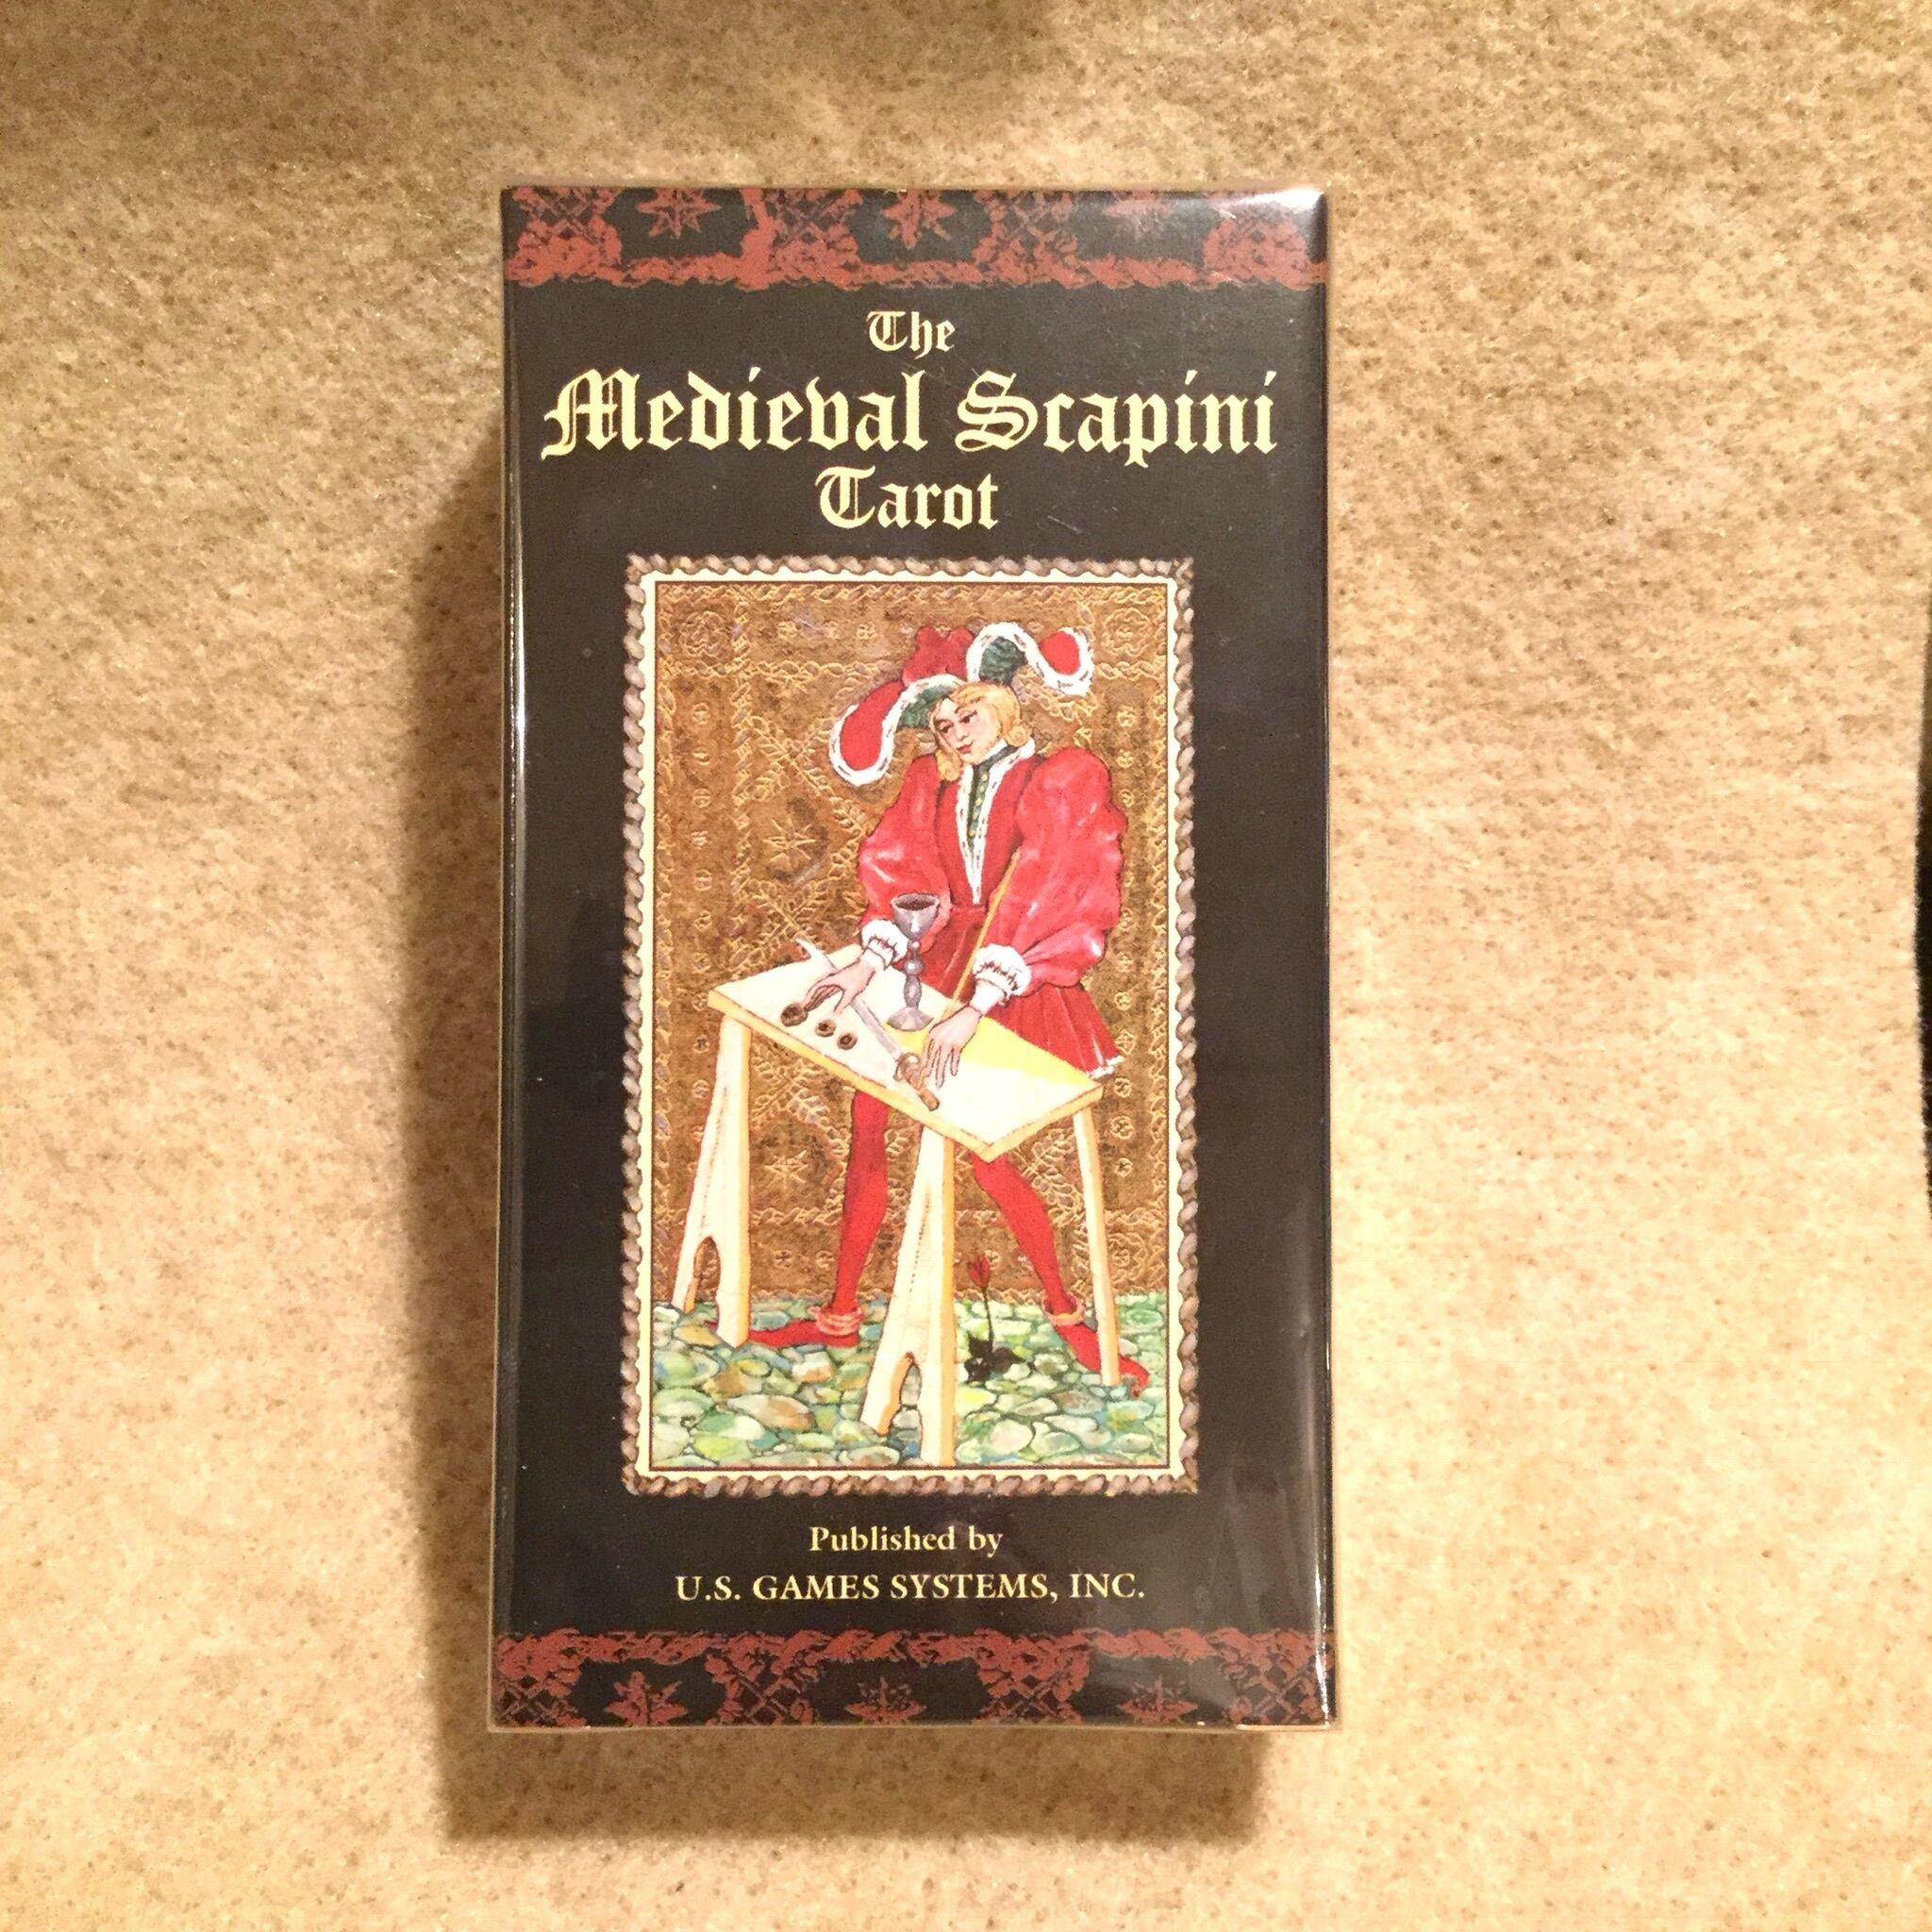 The
Medieval Scapini
Tarot
Published by
U.S. GAMES SYSTEMS, INC.